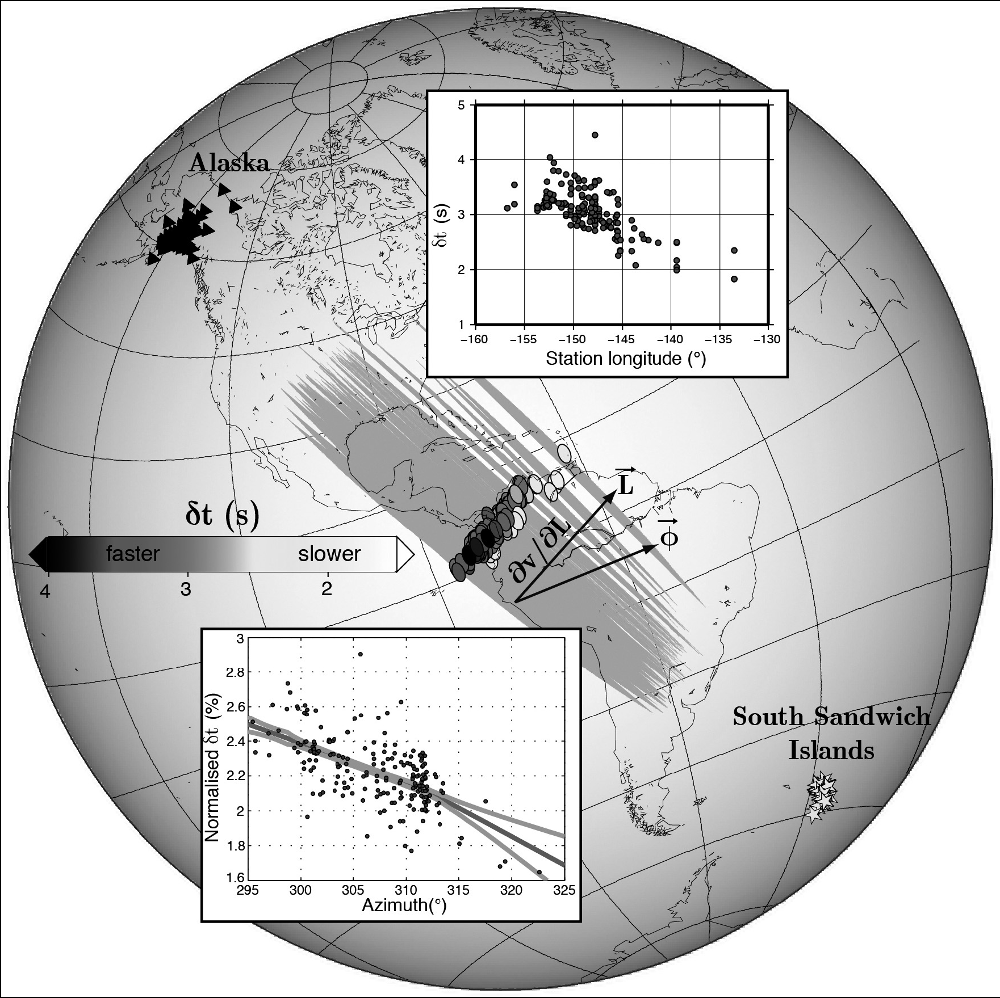 Alaska
5
4
3
2
1
δt (s)
−160 −155 −150 −145 −140 −135 −130
Station longitude (°)
L
ϕ
∂v/∂L
δt (s)
faster slower
4 3 2
3
2.8
2.6
2.4
2.2
2
1.8
1.6
Normalised δt (%)
295 300 305 310 315 320 325
Azimuth(°)
South Sandwich
Islands